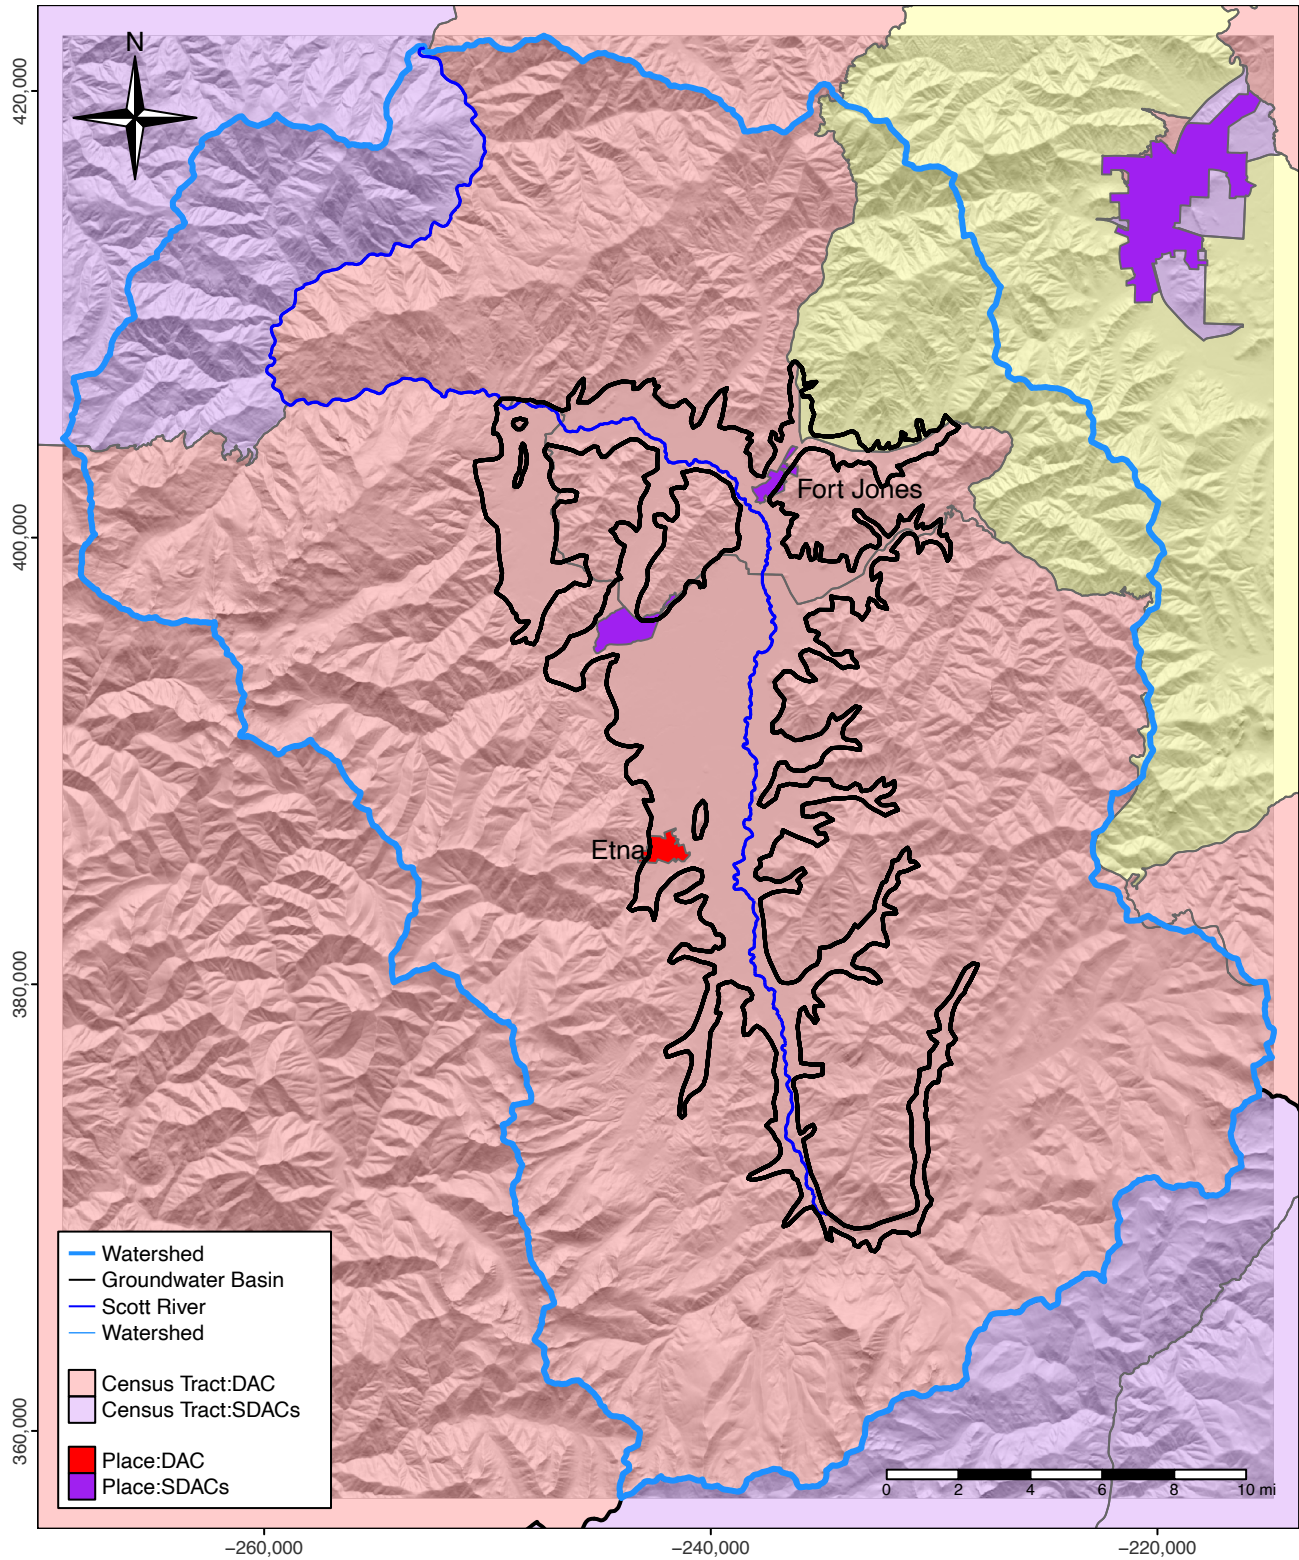 N
420,000
400,000
380,000
360,000
Fort Jones
Etna
Watershed
Groundwater Basin
Scott River
Watershed
Census Tract:DAC
Census Tract:SDACs
Place:DAC
Place:SDACs
0 2 4 6 8 10 mi
−260,000 −240,000 −220,000